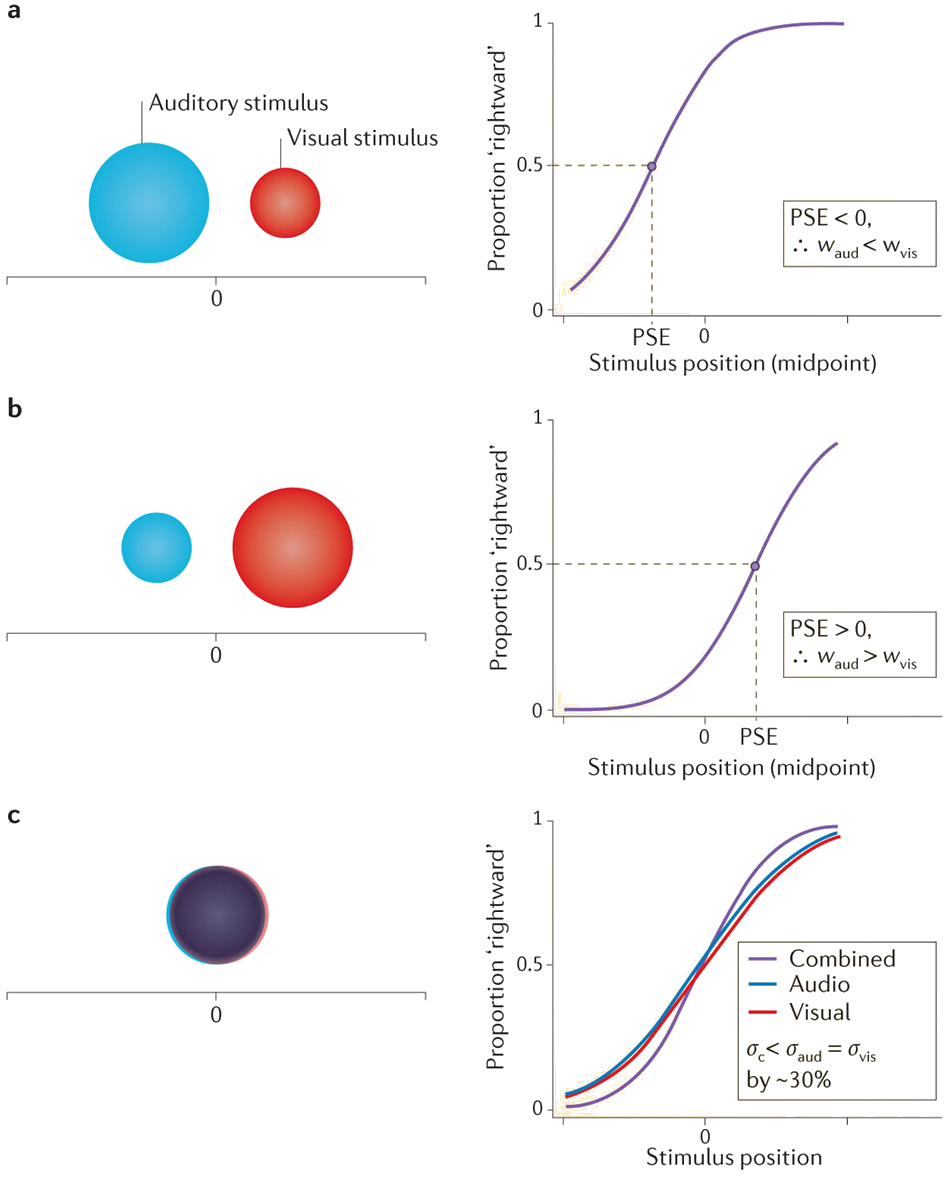 a
Auditory stimulus
Visual stimulus
0
Proportion ‘rightward’
1
0.5
0
PSE < 0,
∴ w_aud < w_vis
PSE
0
Stimulus position (midpoint)
b
0
Proportion ‘rightward’
1
0.5
0
PSE > 0,
∴ w_aud > w_vis
0
PSE
Stimulus position (midpoint)
c
0
Proportion ‘rightward’
1
0.5
0
Combined
Audio
Visual
σ_c < σ_aud = σ_vis
by ~30%
0
Stimulus position